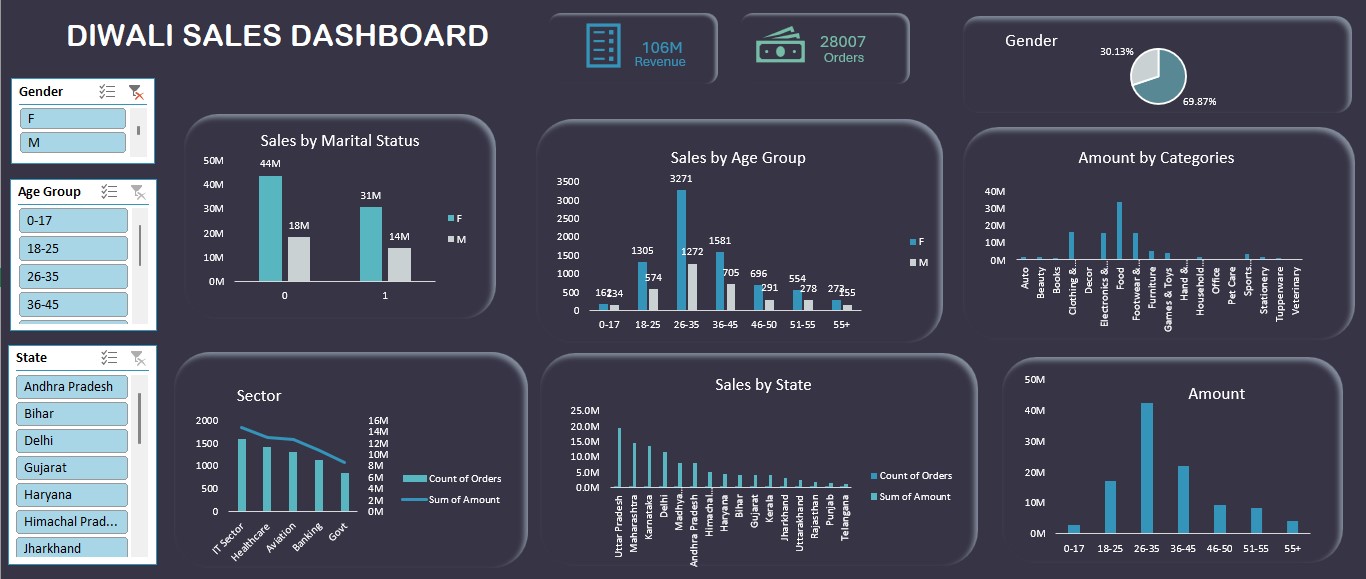 DIWALI SALES DASHBOARD
106M
Revenue
28007
Orders
Gender
30.13%
69.87%
Gender
F
M
Age Group
0-17
18-25
26-35
36-45
State
Andhra Pradesh
Bihar
Delhi
Gujarat
Haryana
Himachal Prad...
Jharkhand
Sales by Marital Status
50M
40M
30M
20M
10M
0M
44M
18M
31M
14M
0
1
F
M
Sales by Age Group
3500
3000
2500
2000
1500
1000
500
0
1305
574
3271
1272
1581
705
696
291
554
278
0-17
18-25
26-35
36-45
46-50
51-55
55+
F
M
Amount by Categories
40M
30M
20M
10M
0M
Auto
Beauty
Books
Clothing &...
Decor
Electronics &...
Food
Footwear &...
Furniture
Games & Toys
Hand &...
Household...
Office
Pet Care
Sports...
Stationery
Tupperware
Veterinary
Sector
2000
1500
1000
500
0
16M
14M
12M
10M
8M
6M
4M
2M
0M
IT Sector
Healthcare
Aviation
Banking
Govt
Count of Orders
Sum of Amount
Sales by State
25.0M
20.0M
15.0M
10.0M
5.0M
0.0M
Uttar Pradesh
Maharashtra
Karnataka
Delhi
Madhya...
Andhra Pradesh
Himachal...
Haryana
Bihar
Gujarat
Kerala
Jharkhand
Uttarakhand
Rajasthan
Punjab
Telangana
Count of Orders
Sum of Amount
Amount
50M
40M
30M
20M
10M
0M
0-17
18-25
26-35
36-45
46-50
51-55
55+